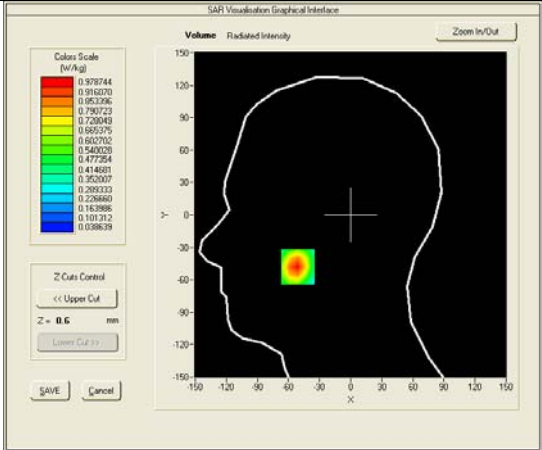 SAR Visualisation Graphical Interface
Volume Radiated Intensity
Zoom In/Out
Colors Scale
(W/kg)
0.978744
0.916070
0.853396
0.790723
0.728049
0.665375
0.602702
0.540028
0.477354
0.414681
0.352007
0.289333
0.226660
0.163986
0.101312
0.038639
Z Cuts Control
<< Upper Cut
Z = 0.6 mm
Lower Cut >>
SAVE Cancel
150
120
90
60
30
0
-30
-60
-90
-120
-150
Y
-150 -120 -90 -60 -30 0 30 60 90 120 150
X